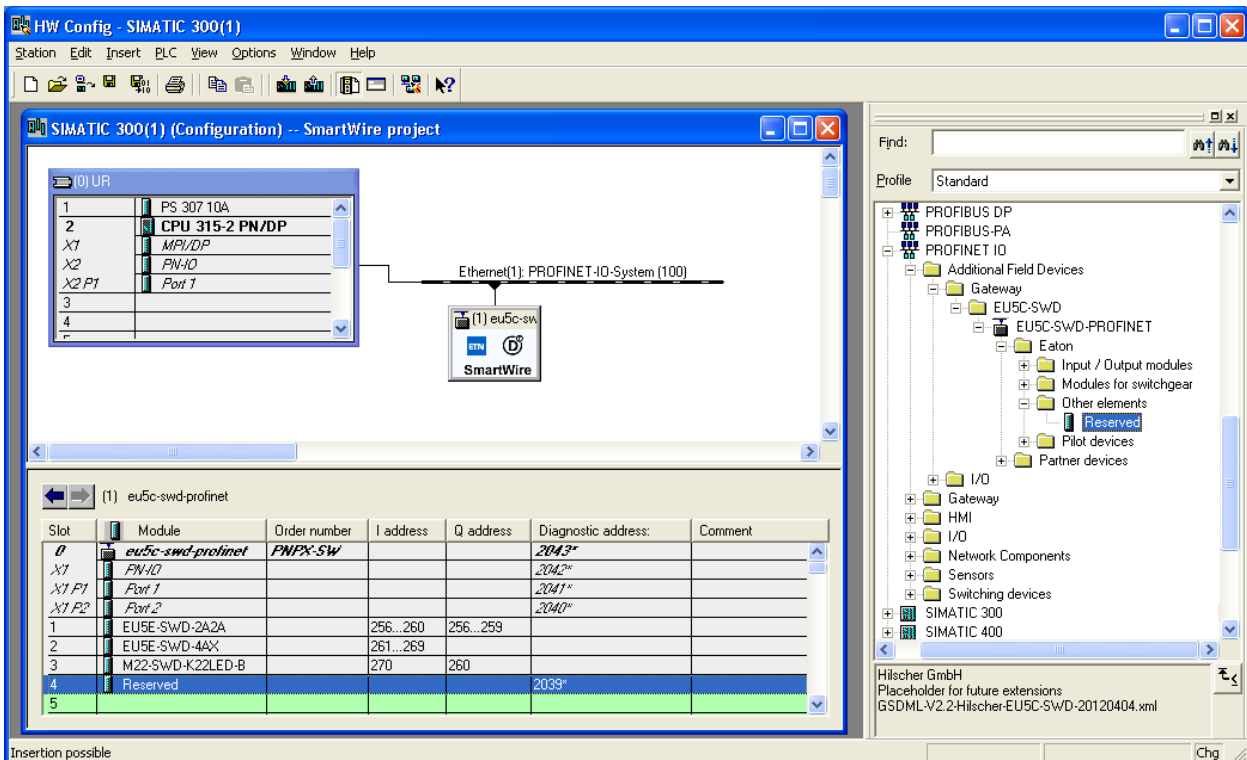 HW Config - SIMATIC 300(1)
Station Edit Insert PLC View Options Window Help
SIMATIC 300(1) (Configuration) -- SmartWire project
(0) UR
1 PS 307 10A
2 CPU 315-2 PN/DP
X1 MPI/DP
X2 PN-IO
X2 P1 Port 1
3
4
Ethernet(1): PROFINET-IO-System (100)
(1) eu5c-sw
ETN D
SmartWire
(1) eu5c-swd-profinet
Slot Module Order number I address Q address Diagnostic address: Comment
0 eu5c-swd-profinet PNPX-SW 2043*
X1 PN-IO 2042*
X1 P1 Port 1 2041*
X1 P2 Port 2 2040*
1 EU5E-SWD-2A2A 256...260 256...259
2 EU5E-SWD-4AX 261...269
3 M22-SWD-K22LED-B 270 260
4 Reserved 2039*
5
Find:
Profile Standard
PROFIBUS DP
PROFIBUS-PA
PROFINET IO
Additional Field Devices
Gateway
EU5C-SWD
EU5C-SWD-PROFINET
Eaton
Input / Output modules
Modules for switchgear
Other elements
Reserved
Pilot devices
Partner devices
I/O
Gateway
HMI
I/O
Network Components
Sensors
Switching devices
SIMATIC 300
SIMATIC 400
Hilscher GmbH
Placeholder for future extensions
GSDML-V2.2-Hilscher-EU5C-SWD-20120404.xml
Insertion possible Chg